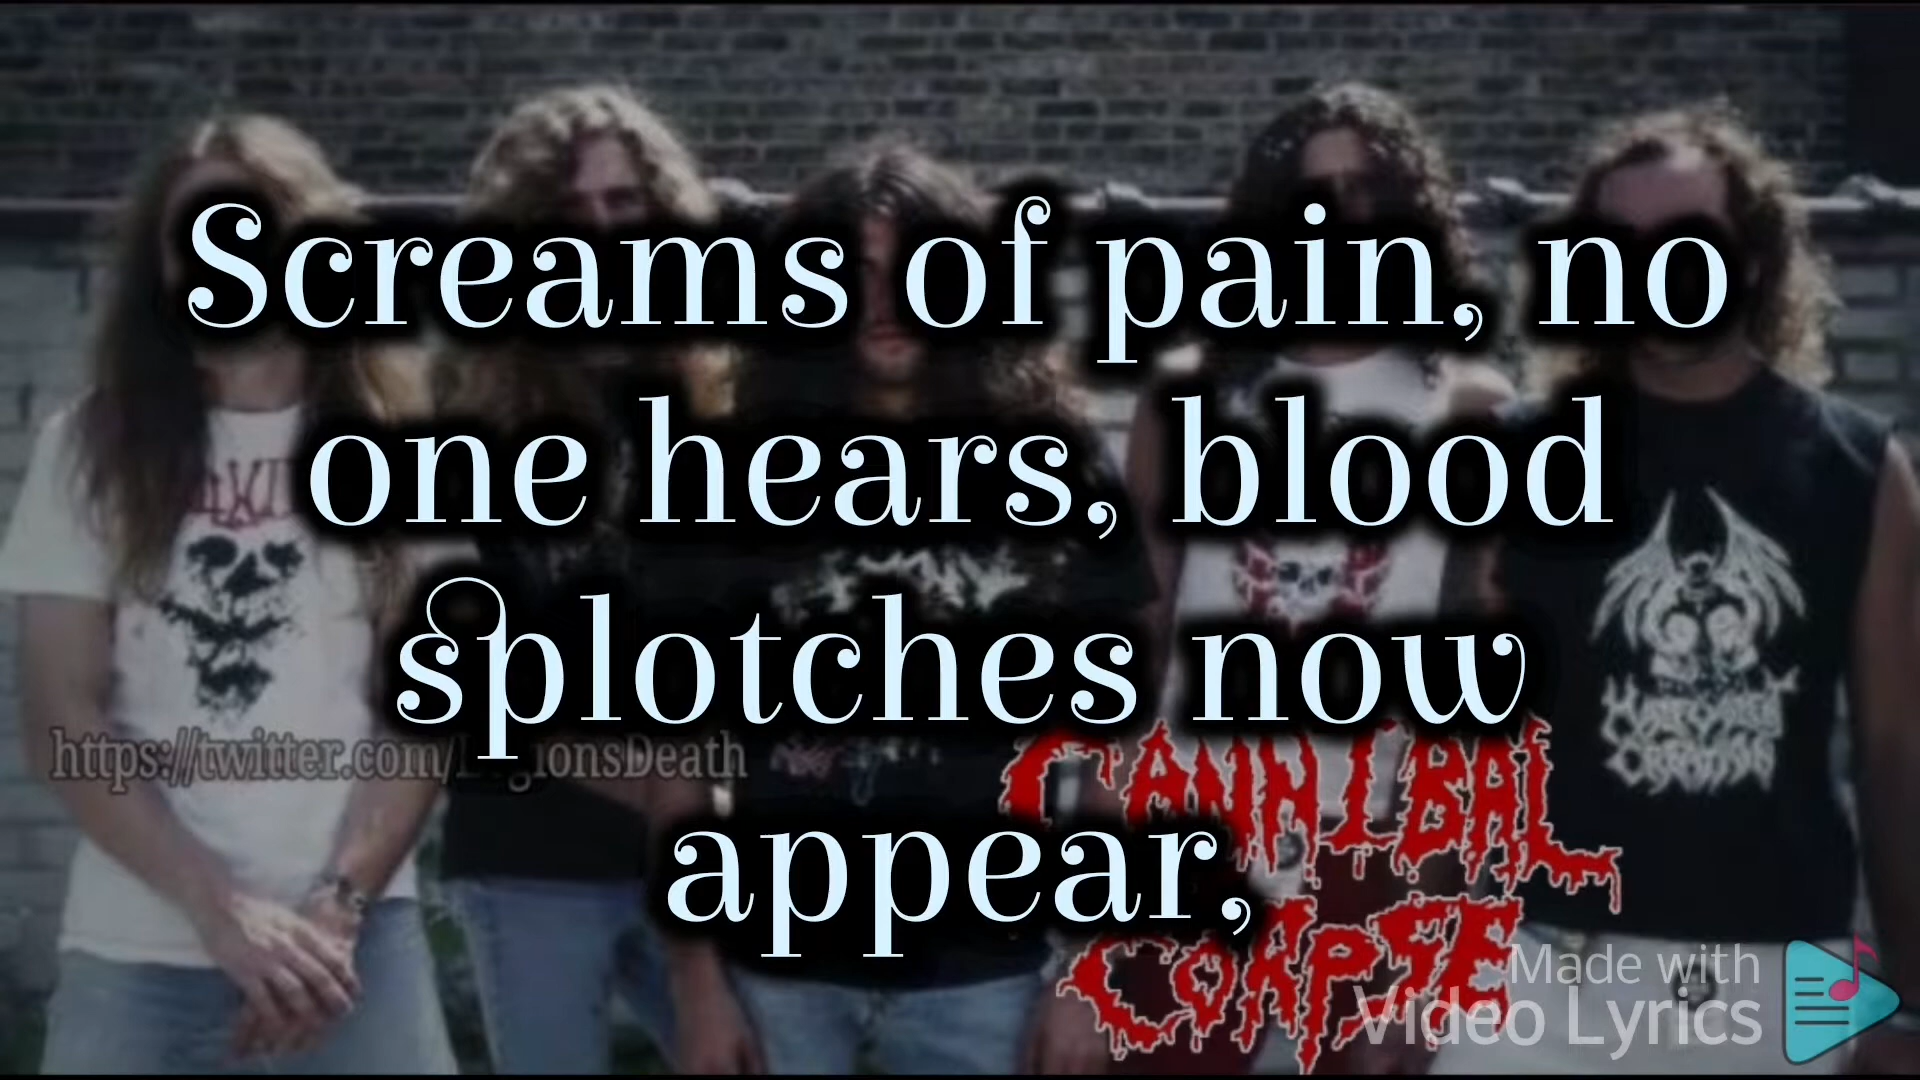 Screams of pain, no
one hears, blood
splotches now
appear,
https://twitter.com/L gionsDeath
CANNIBAL
CORPSE
Made with
Video Lyrics